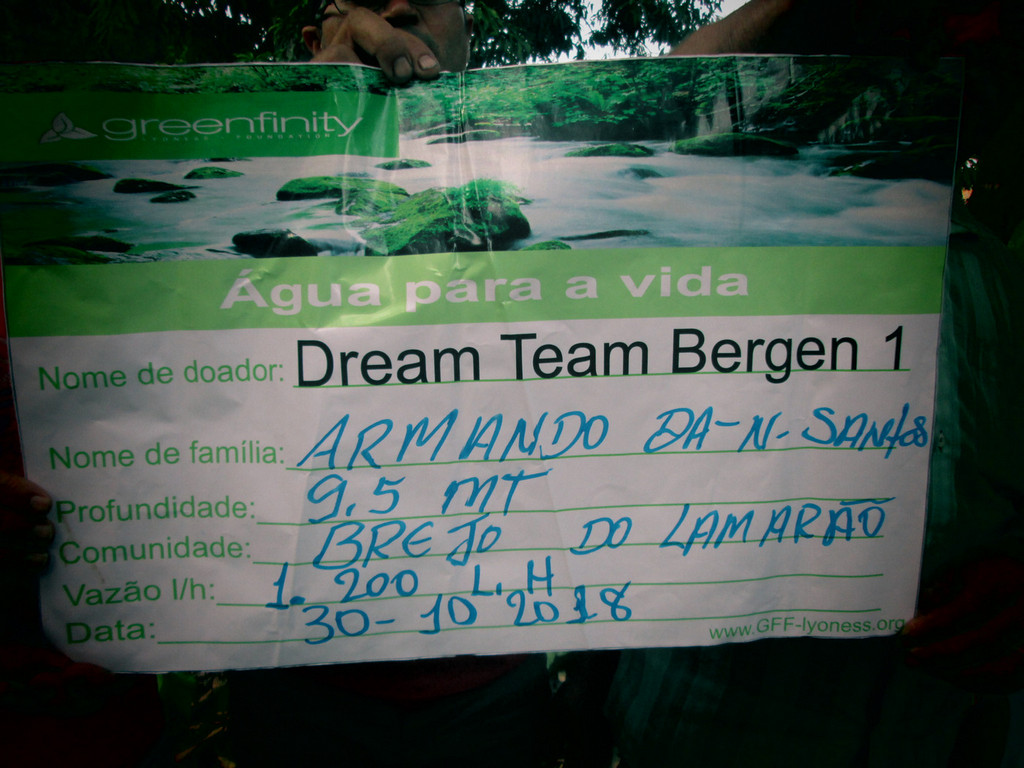 greenfinity
FOUNDATION
Água para a vida
Nome de doador: Dream Team Bergen 1
Nome de família: ARMANDO DA-N-SANtos
Profundidade: 9.5 MT
Comunidade: BREJO DO LAMARÃO
Vazão l/h: 1.200 L.H
Data: 30-10 2018
www.GFF-lyoness.org